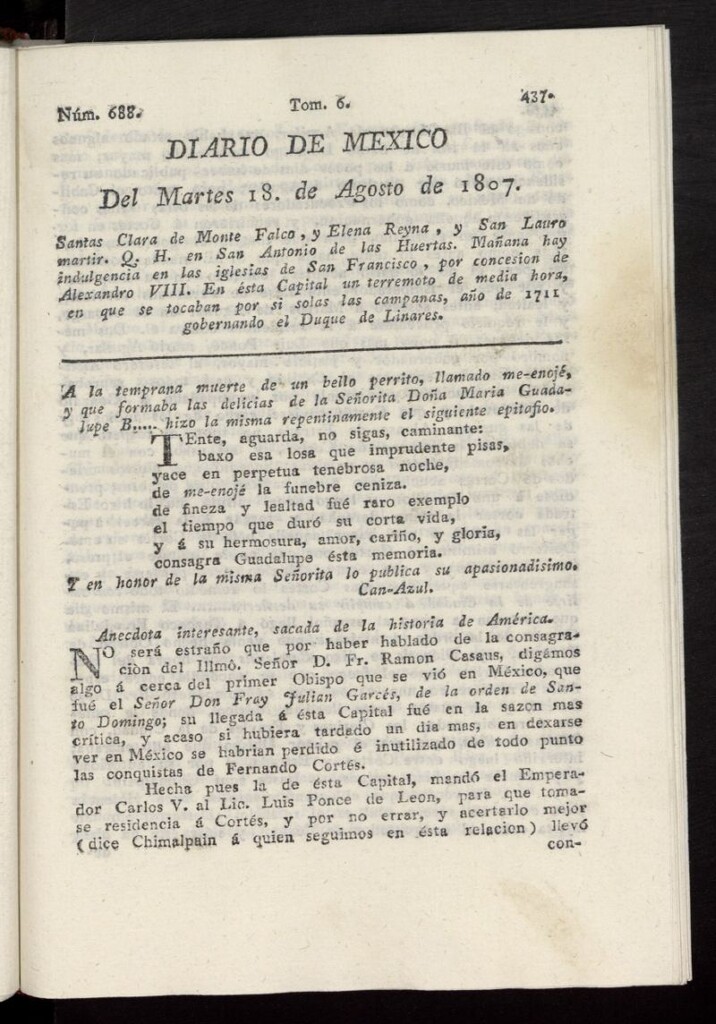 Núm. 688. Tom. 6. 437.
DIARIO DE MEXICO
Del Martes 18. de Agosto de 1807.
Santas Clara de Monte Falco, y Elena Reyna, y San Lauro
martir. Q. H. en San Antonio de las Huertas. Mañana hay
indulgencia en las iglesias de San Francisco, por concesion de
Alexandro VIII. En ésta Capital un terremoto de media hora,
en que se tocaban por si solas las campanas, año de 1711
gobernando el Duque de Linares.
A la temprana muerte de un bello perrito, llamado me-enojé,
y que formaba las delicias de la Señorita Doña Maria Guada-
lupe B..... hizo la misma repentinamente el siguiente epitafio.
TEnte, aguarda, no sigas, caminante:
baxo esa losa que imprudente pisas,
yace en perpetua tenebrosa noche,
de me-enojé la funebre ceniza.
de fineza y lealtad fué raro exemplo
el tiempo que duró su corta vida,
y á su hermosura, amor, cariño, y gloria,
consagra Guadalupe ésta memoria.
Y en honor de la misma Señorita lo publica su apasionadisimo.
Can-Azul.
Anecdota interesante, sacada de la historia de América.
NO será estraño que por haber hablado de la consagra-
ciòn del Illmô. Señor D. Fr. Ramon Casaus, digámos
algo á cerca del primer Obispo que se vió en México, que
fué el Señor Don Fray Julian Garcés, de la orden de San-
to Domingo; su llegada á ésta Capital fué en la sazon mas
crítica, y acaso si hubiera tardado un dia mas, en dexarse
ver en México se habrian perdido é inutilizado de todo punto
las conquistas de Fernando Cortés.
Hecha pues la de ésta Capital, mandó el Empera-
dor Carlos V. al Lic. Luis Ponce de Leon, para que toma-
se residencia á Cortés, y por no errar, y acertarlo mejor
(dice Chimalpain á quien seguimos en ésta relacion) llevó
con-